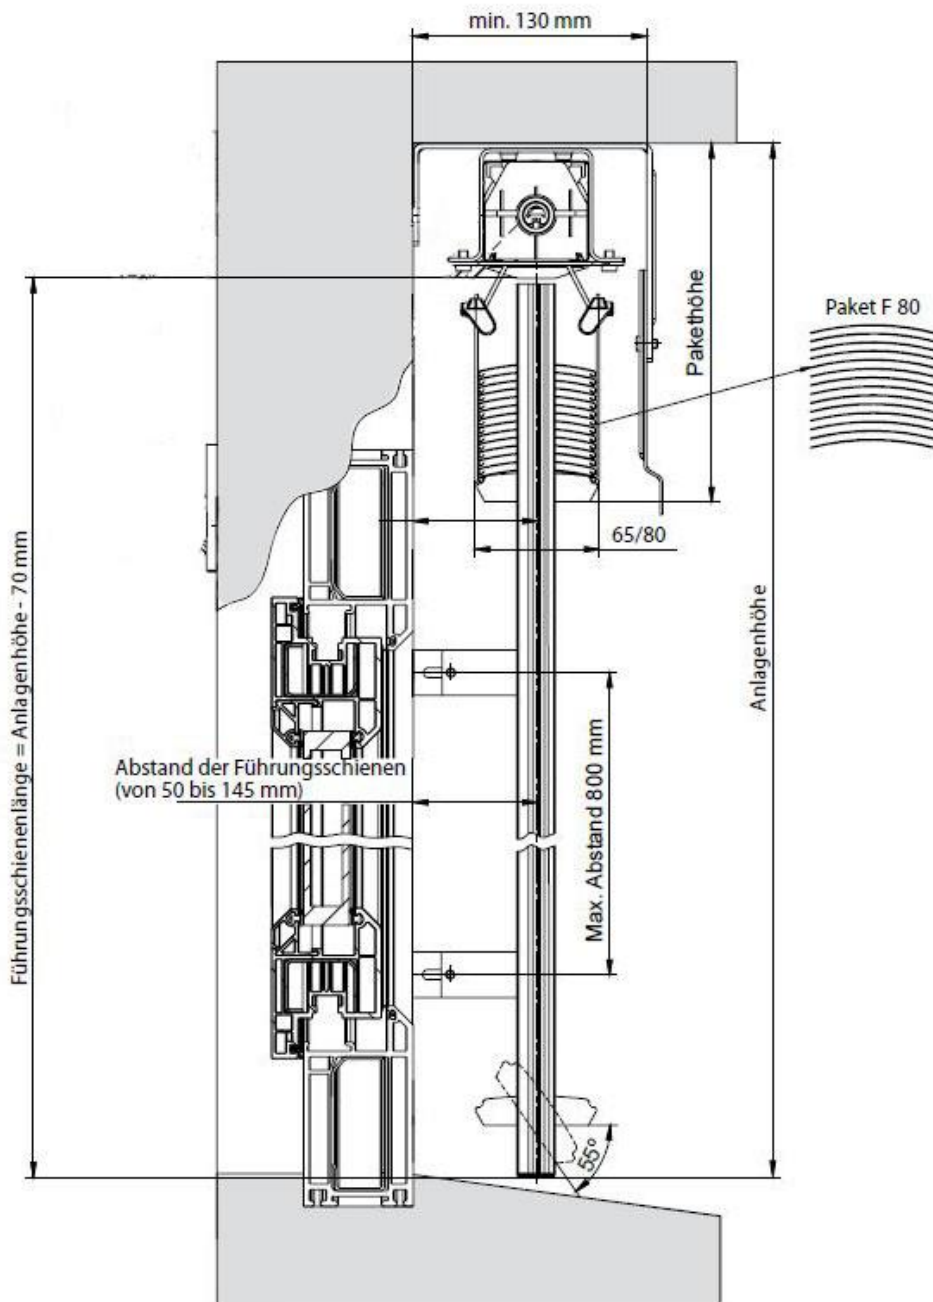 min. 130 mm
Paket F 80
Pakethöhe
65/80
Anlagenhöhe
Führungsschienenlänge = Anlagenhöhe - 70 mm
Abstand der Führungsschienen
(von 50 bis 145 mm)
Max. Abstand 800 mm
55°